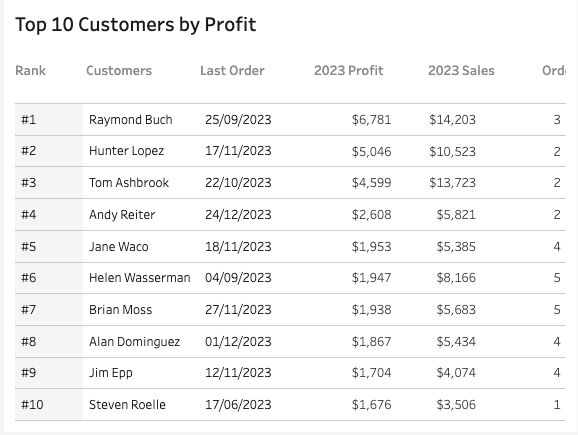 Top 10 Customers by Profit
Rank Customers Last Order 2023 Profit 2023 Sales Ord
#1 Raymond Buch 25/09/2023 $6,781 $14,203 3
#2 Hunter Lopez 17/11/2023 $5,046 $10,523 2
#3 Tom Ashbrook 22/10/2023 $4,599 $13,723 2
#4 Andy Reiter 24/12/2023 $2,608 $5,821 2
#5 Jane Waco 18/11/2023 $1,953 $5,385 4
#6 Helen Wasserman 04/09/2023 $1,947 $8,166 5
#7 Brian Moss 27/11/2023 $1,938 $5,683 5
#8 Alan Dominguez 01/12/2023 $1,867 $5,434 4
#9 Jim Epp 12/11/2023 $1,704 $4,074 4
#10 Steven Roelle 17/06/2023 $1,676 $3,506 1